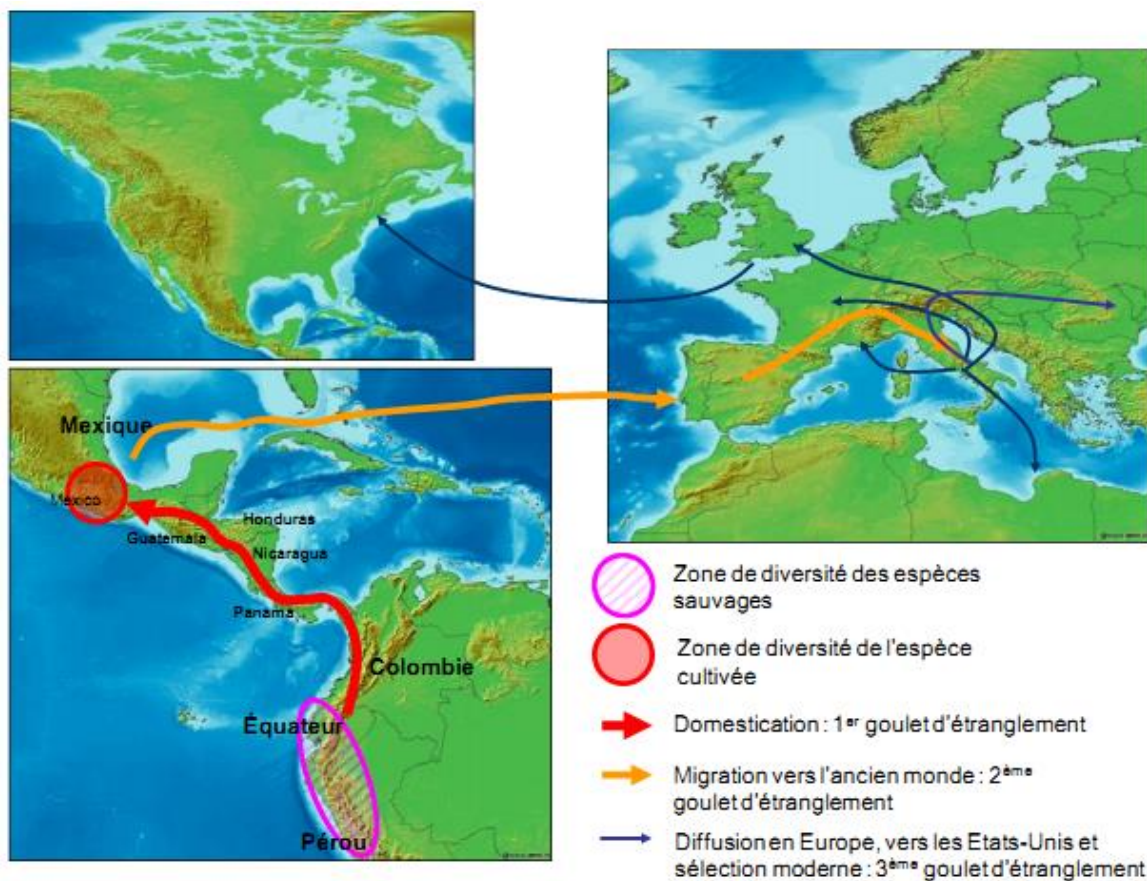 Mexique
Mexico
Honduras
Guatemala
Nicaragua
Panama
Colombie
Équateur
Pérou
Zone de diversité des espèces
sauvages
Zone de diversité de l'espèce
cultivée
Domestication : 1er goulet d'étranglement
Migration vers l'ancien monde : 2ème
goulet d'étranglement
Diffusion en Europe, vers les Etats-Unis et
sélection moderne : 3ème goulet d'étranglement